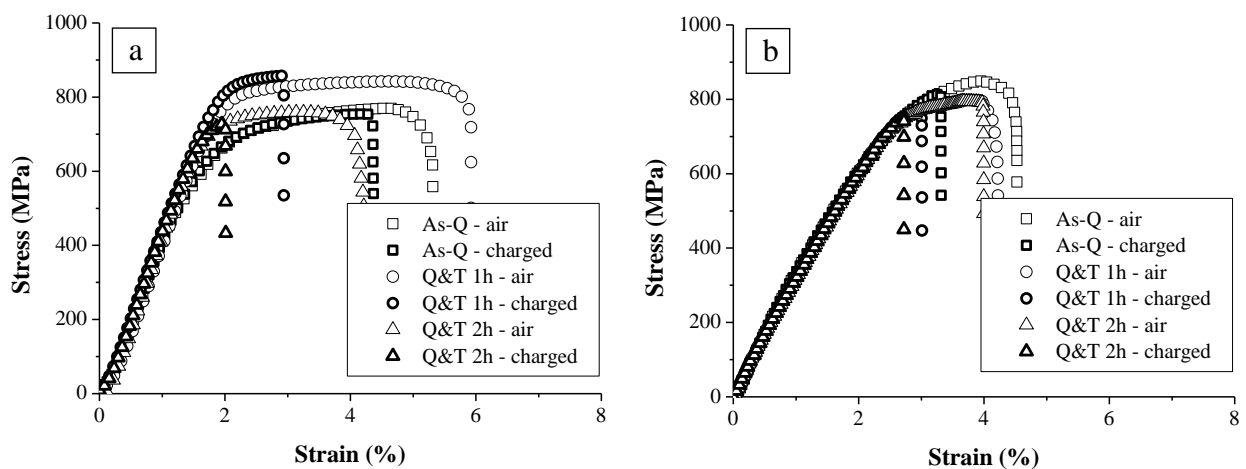 a
1000
800
600
400
200
0
Stress (MPa)
0 2 4 6 8
Strain (%)
As-Q - air
As-Q - charged
Q&T 1h - air
Q&T 1h - charged
Q&T 2h - air
Q&T 2h - charged
b
1000
800
600
400
200
0
Stress (MPa)
0 2 4 6 8
Strain (%)
As-Q - air
As-Q - charged
Q&T 1h - air
Q&T 1h - charged
Q&T 2h - air
Q&T 2h - charged